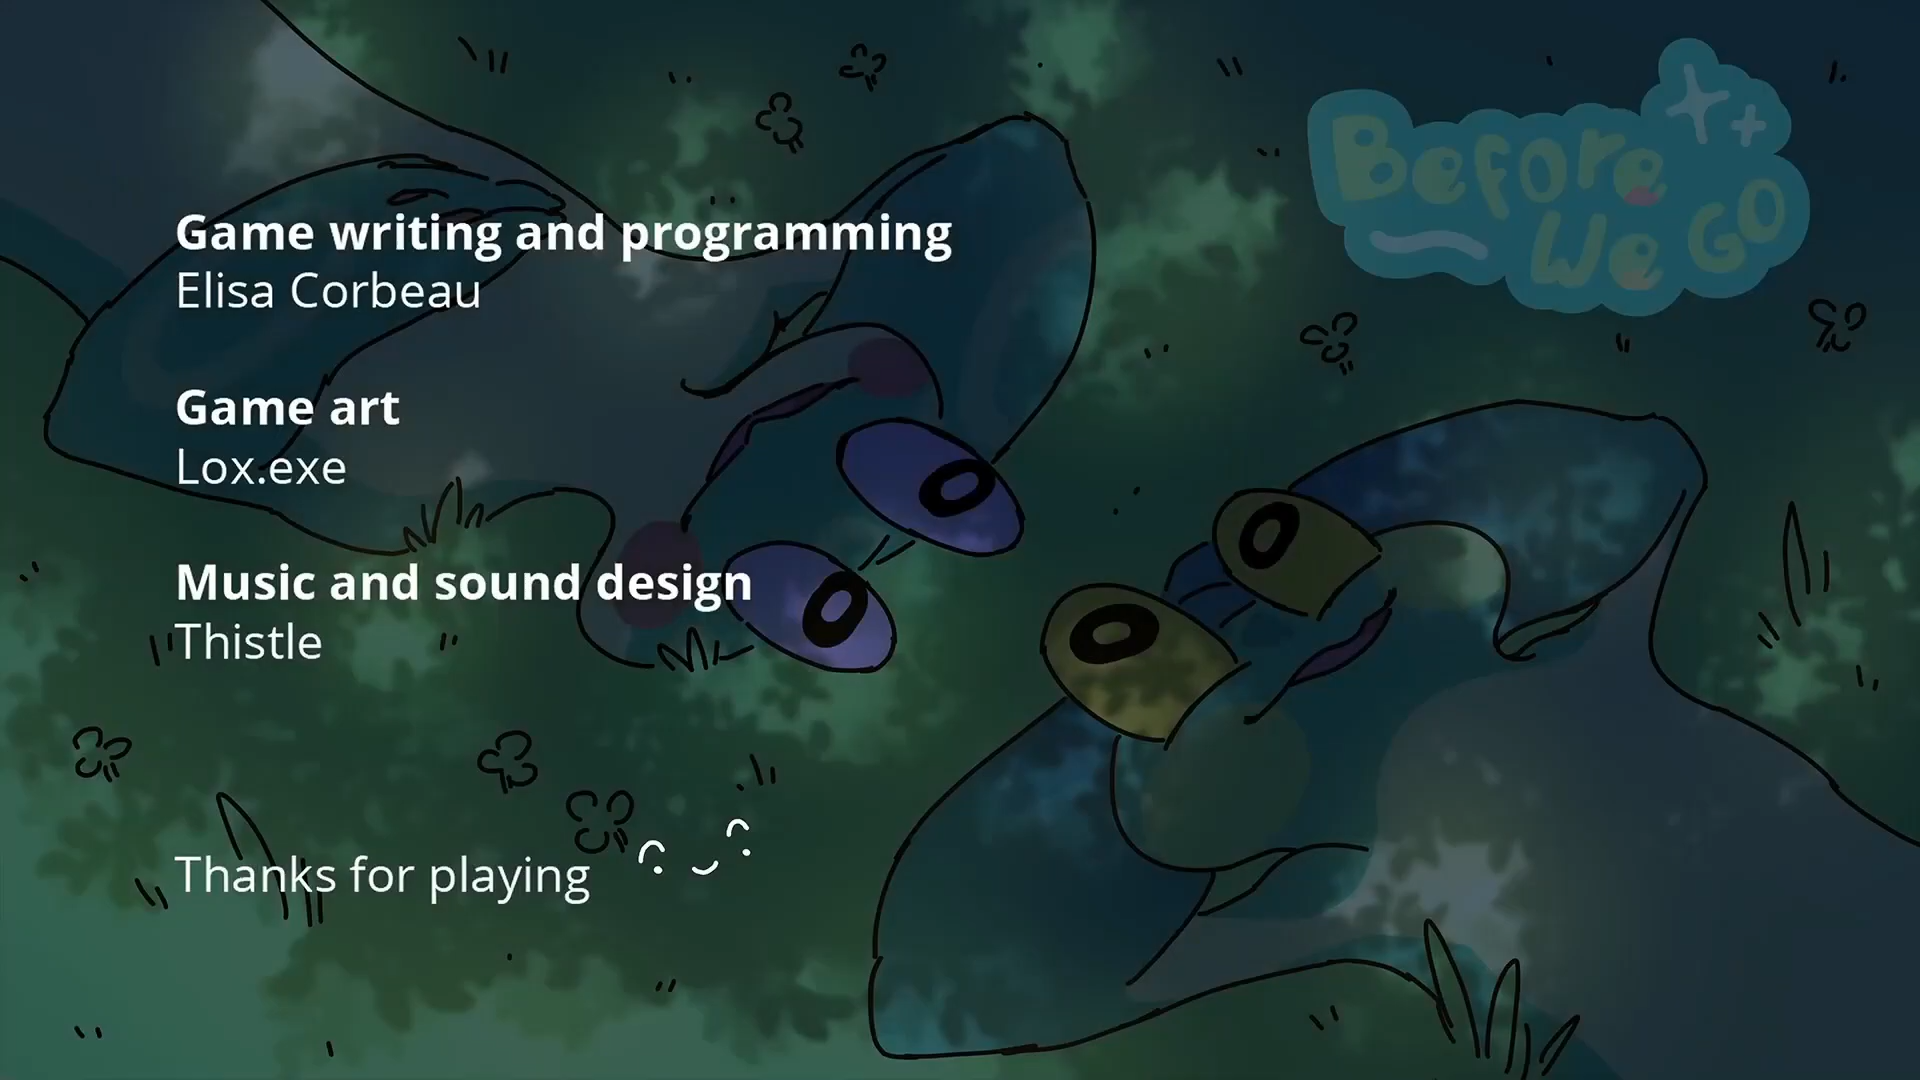 Before
We GO
Game writing and programming
Elisa Corbeau
Game art
Lox.exe
Music and sound design
Thistle
Thanks for playing